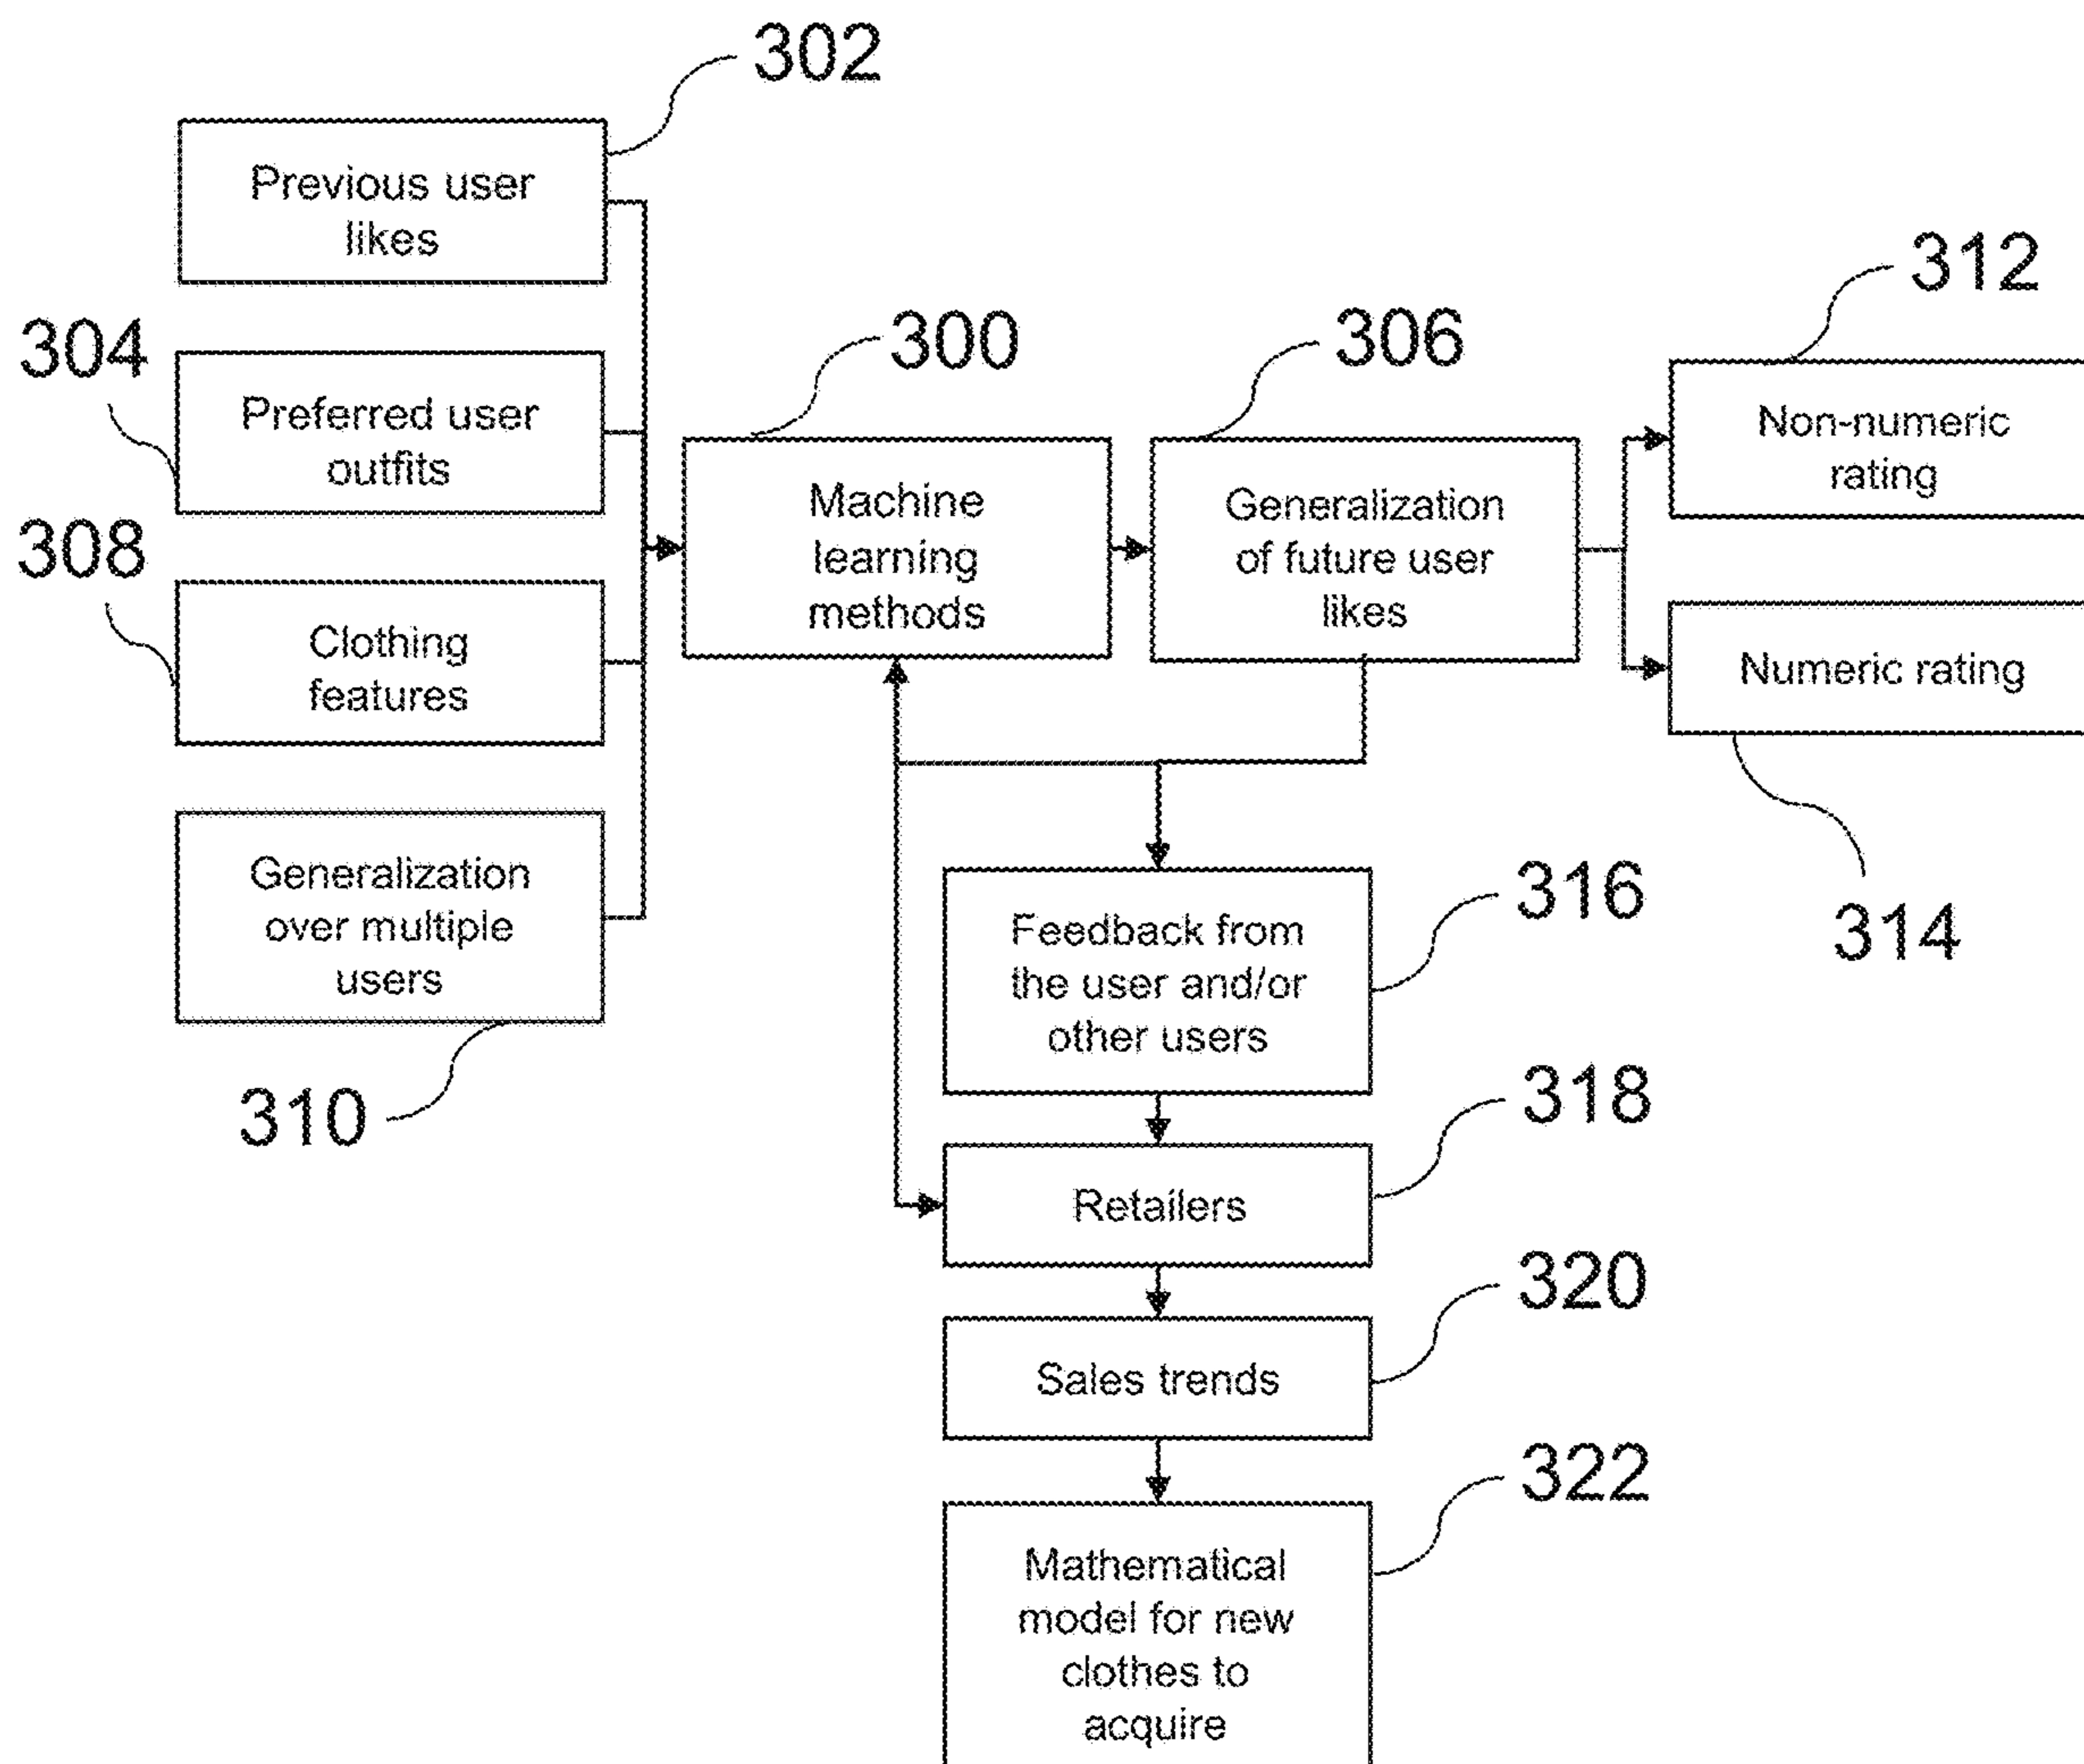 302
Previous user
likes
304
Preferred user
outfits
308
Clothing
features
Generalization
over multiple
users
310
300
Machine
learning
methods
306
Generalization
of future user
likes
312
Non-numeric
rating
Numeric rating
314
Feedback from
the user and/or
other users
316
Retailers
318
Sales trends
320
Mathematical
model for new
clothes to
acquire
322